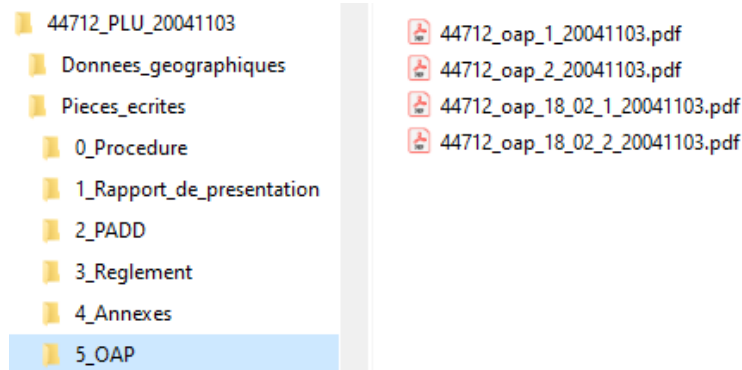 44712_PLU_20041103
Donnees_geographiques
Pieces_ecrites
0_Procedure
1_Rapport_de_presentation
2_PADD
3_Reglement
4_Annexes
5_OAP
44712_oap_1_20041103.pdf
44712_oap_2_20041103.pdf
44712_oap_18_02_1_20041103.pdf
44712_oap_18_02_2_20041103.pdf